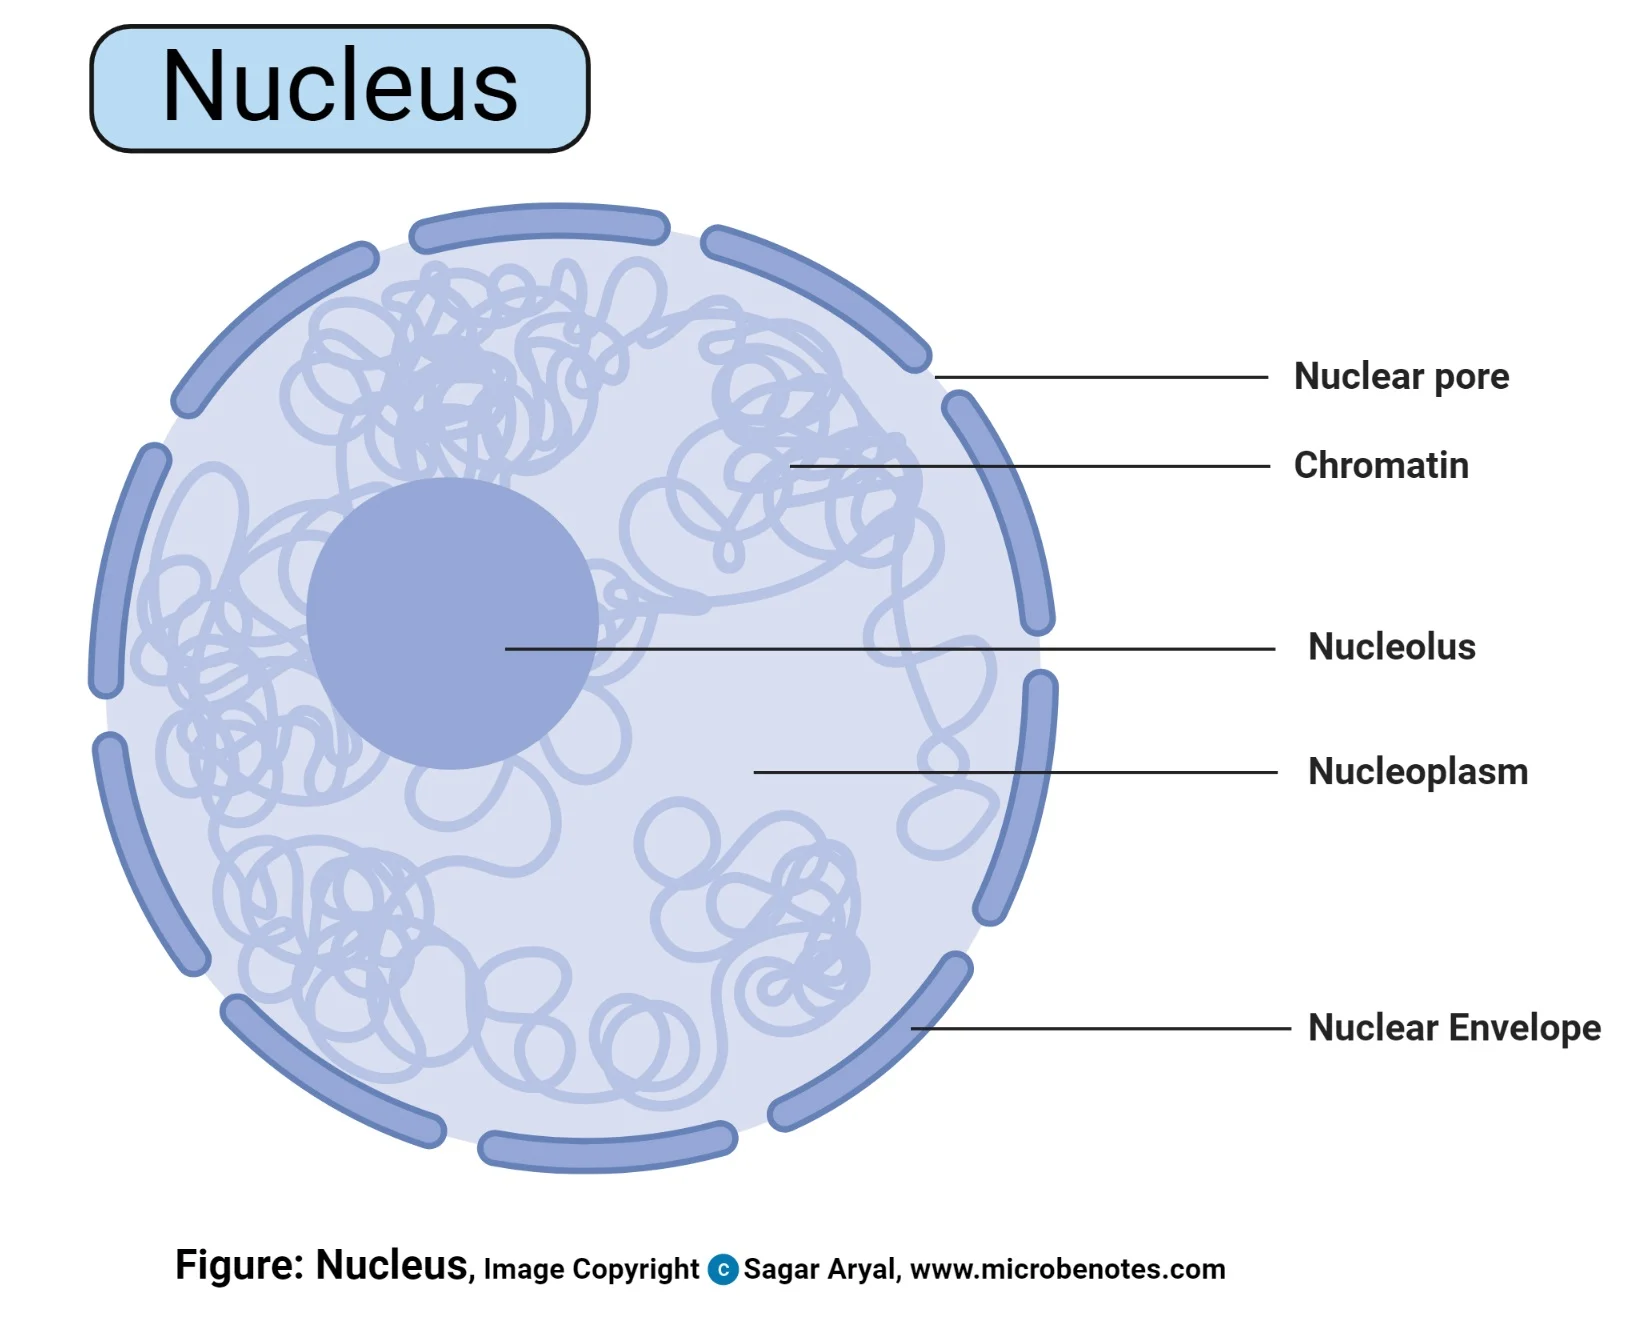 Nucleus
Nuclear pore
Chromatin
Nucleolus
Nucleoplasm
Nuclear Envelope
Figure: Nucleus, Image Copyright © Sagar Aryal, www.microbenotes.com